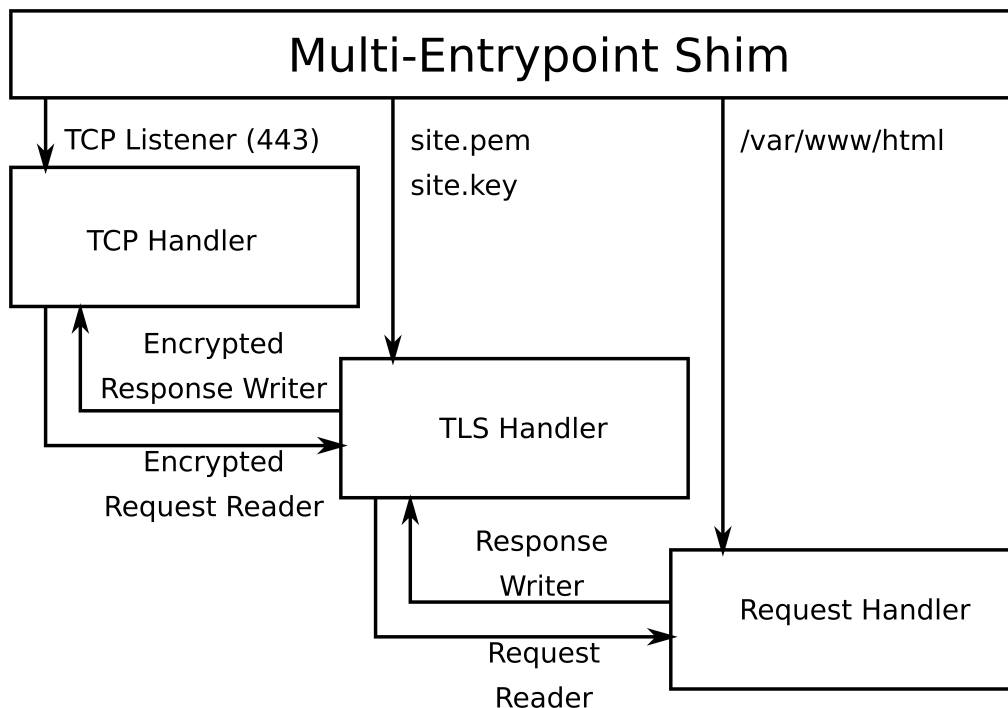 Multi-Entrypoint Shim
TCP Listener (443)
site.pem
site.key
/var/www/html
TCP Handler
Encrypted
Response Writer
TLS Handler
Encrypted
Request Reader
Response
Writer
Request Handler
Request
Reader